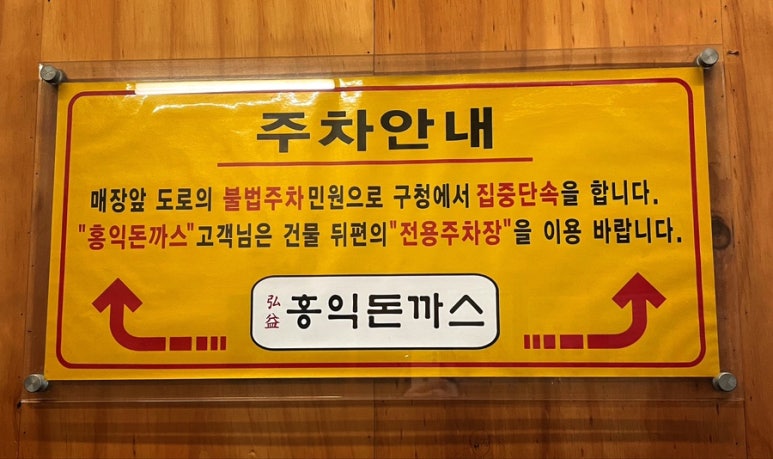 주차안내
매장앞 도로의 불법주차민원으로 구청에서 집중단속을 합니다.
"홍익돈까스"고객님은 건물 뒤편의"전용주차장"을 이용 바랍니다.
弘益 홍익돈까스